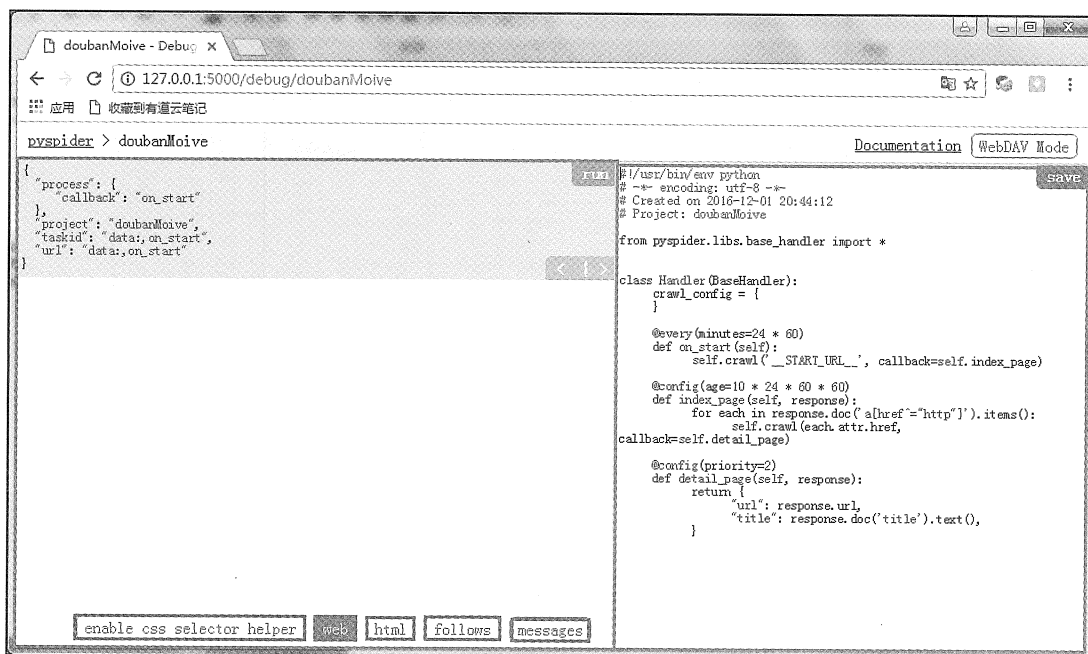 doubanMoive - Debug
127.0.0.1:5000/debug/doubanMoive
应用 收藏到有道云笔记
pyspider > doubanMoive
Documentation WebDAV Mode
{
"process": {
"callback": "on_start"
},
"project": "doubanMoive",
"taskid": "data:,on_start",
"url": "data:,on_start"
}
run
< | >
enable css selector helper web html follows messages
save
#!/usr/bin/env python
# -*- encoding: utf-8 -*-
# Created on 2016-12-01 20:44:12
# Project: doubanMoive
from pyspider.libs.base_handler import *
class Handler(BaseHandler):
crawl_config = {
}
@every(minutes=24 * 60)
def on_start(self):
self.crawl('__START_URL__', callback=self.index_page)
@config(age=10 * 24 * 60 * 60)
def index_page(self, response):
for each in response.doc('a[href^="http"]').items():
self.crawl(each.attr.href,
callback=self.detail_page)
@config(priority=2)
def detail_page(self, response):
return {
"url": response.url,
"title": response.doc('title').text(),
}